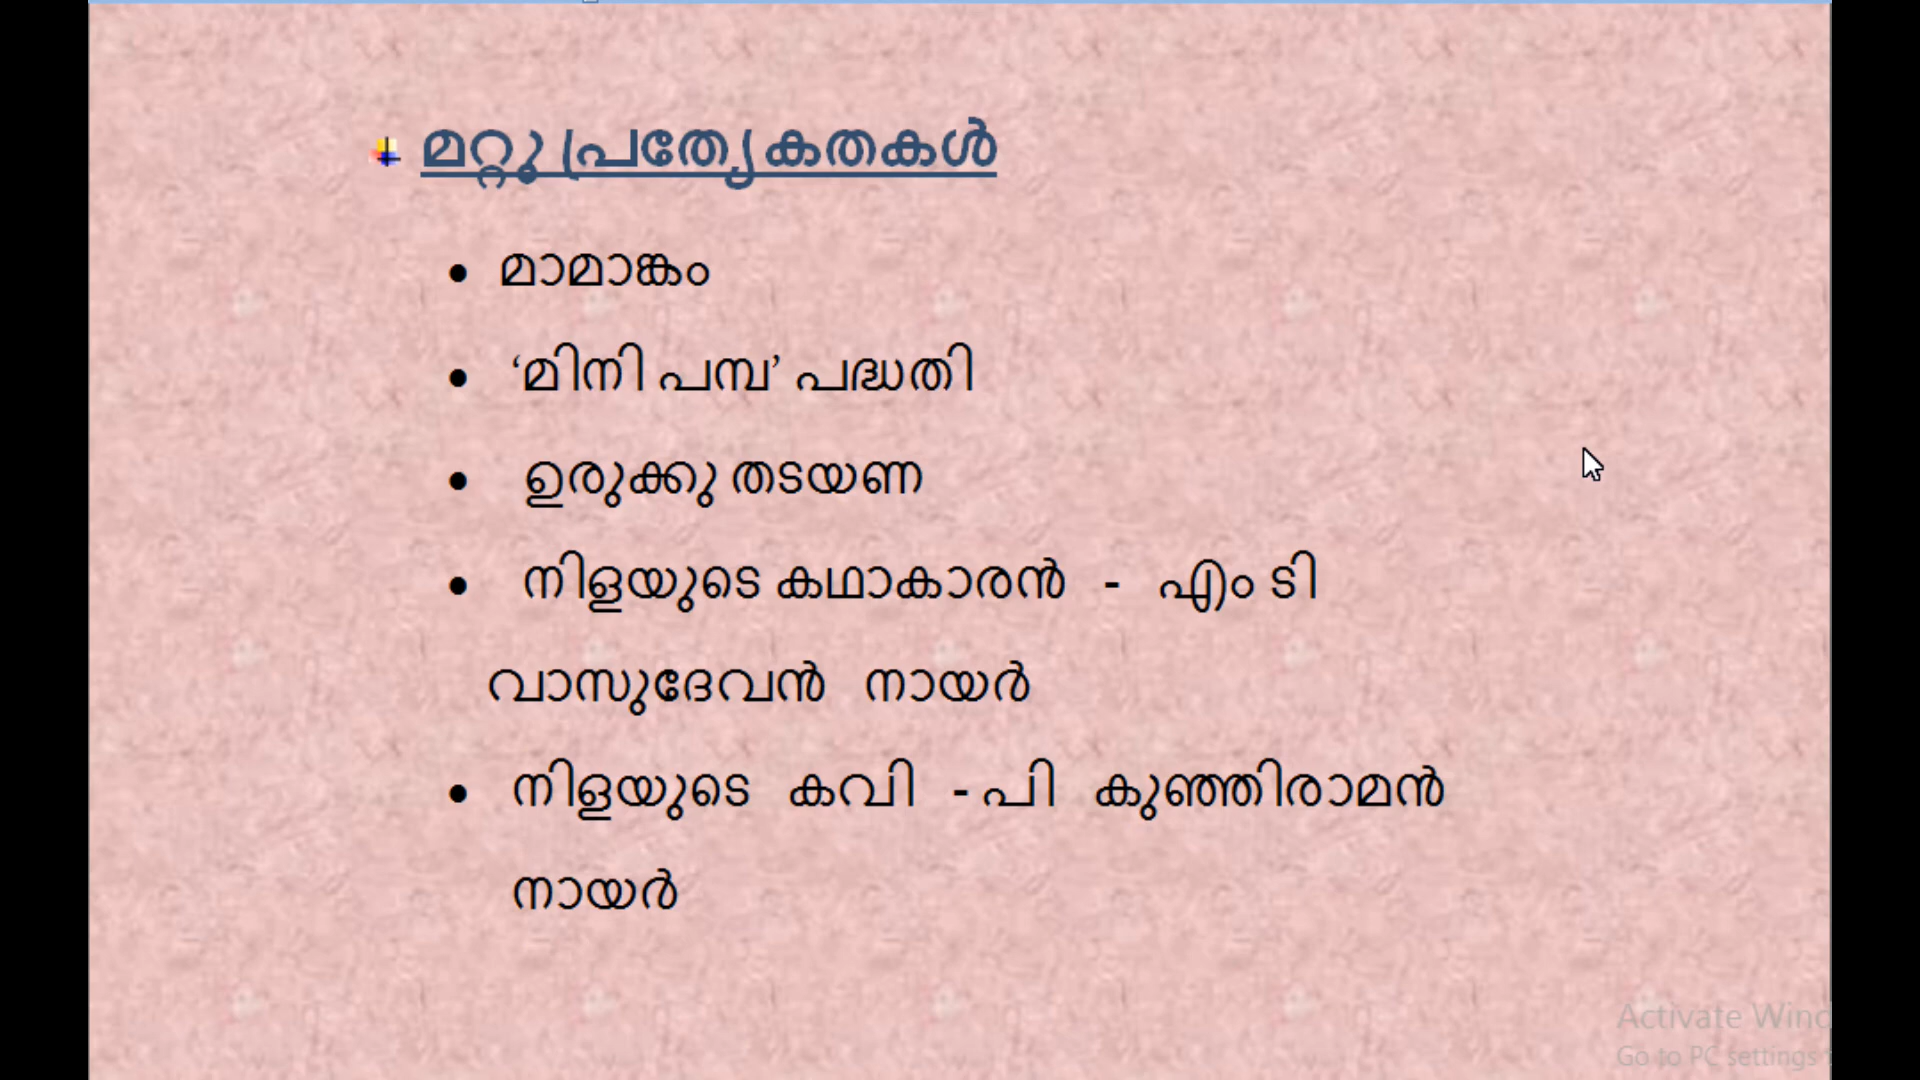 മറ്റു പ്രത്യേകതകൾ
• മാമാങ്കം
• ‘മിനി പമ്പ’ പദ്ധതി
• ഉരുക്കു തടയണ
• നിളയുടെ കഥാകാരൻ - എം ടി
വാസുദേവൻ നായർ
• നിളയുടെ കവി - പി കുഞ്ഞിരാമൻ
നായർ
Activate Wind
Go to PC settings